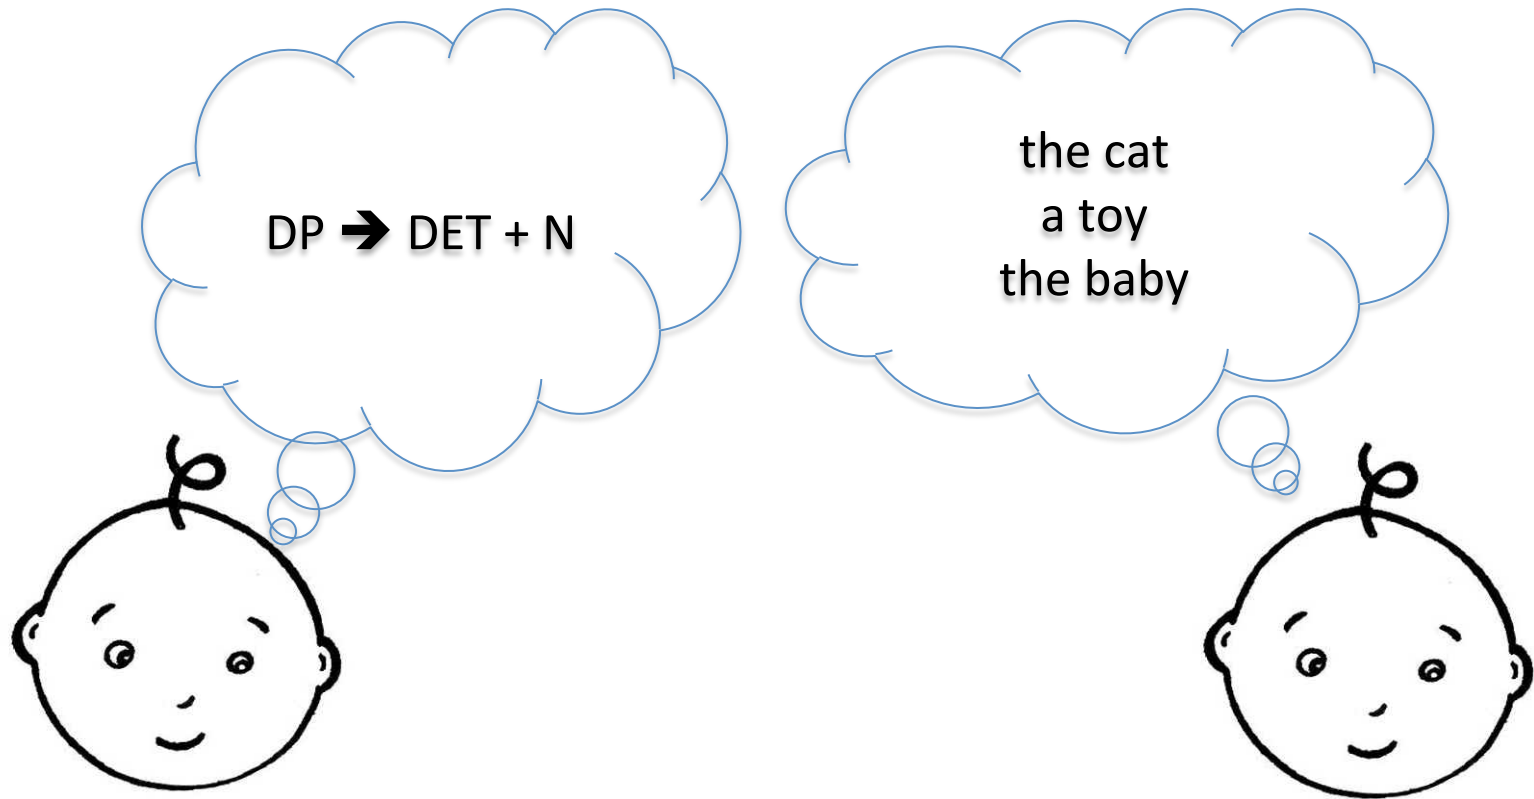 DP 🡺 DET + N
the cat
a toy
the baby